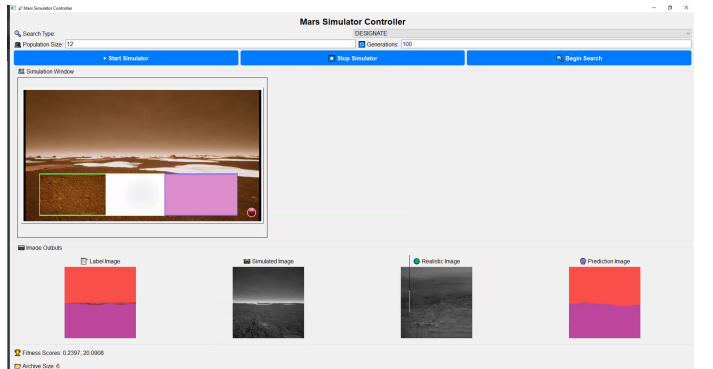 Mars Simulator Controller
Mars Simulator Controller
Search Type: DESIGNATE
Population Size: 12 Generations: 100
Start Simulator Stop Simulator Begin Search
Simulation Window
Image Outputs
Label Image Simulated Image Realistic Image Prediction Image
Fitness Scores: 0.2397, 20.0908
Archive Size: 6